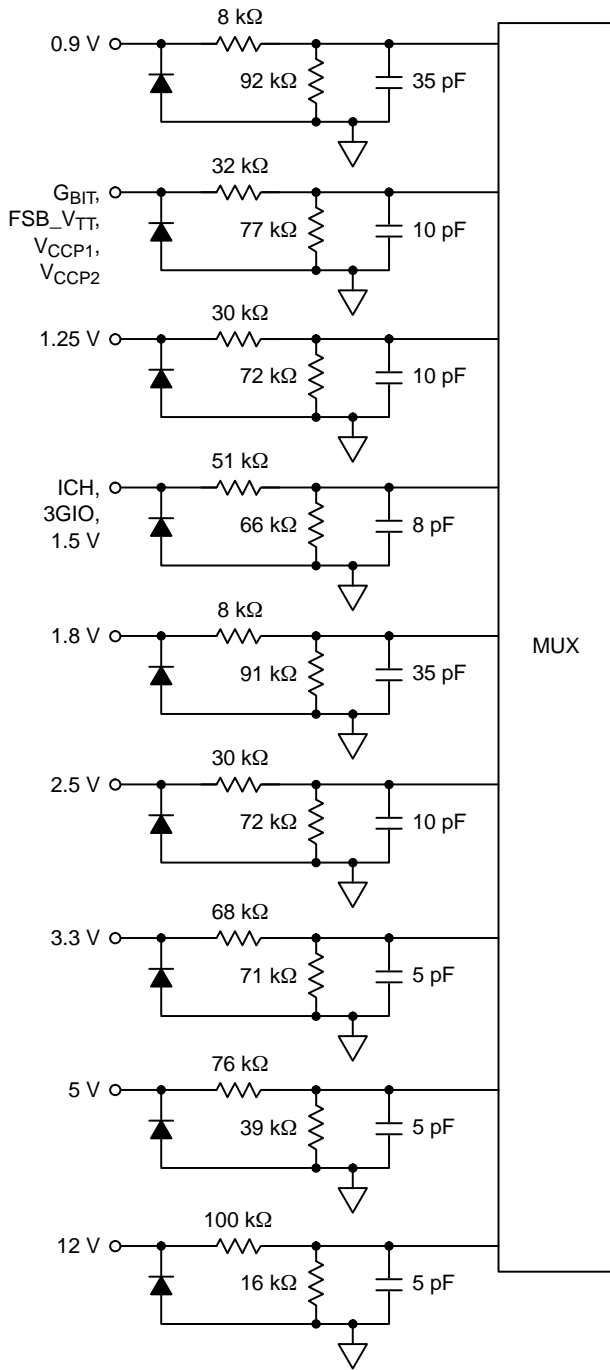 8 kΩ
0.9 V
92 kΩ
35 pF
32 kΩ
GBIT,
FSB_VTT,
VCCP1,
VCCP2
77 kΩ
10 pF
30 kΩ
1.25 V
72 kΩ
10 pF
51 kΩ
ICH,
3GIO,
1.5 V
66 kΩ
8 pF
8 kΩ
1.8 V
91 kΩ
35 pF
MUX
30 kΩ
2.5 V
72 kΩ
10 pF
68 kΩ
3.3 V
71 kΩ
5 pF
76 kΩ
5 V
39 kΩ
5 pF
100 kΩ
12 V
16 kΩ
5 pF